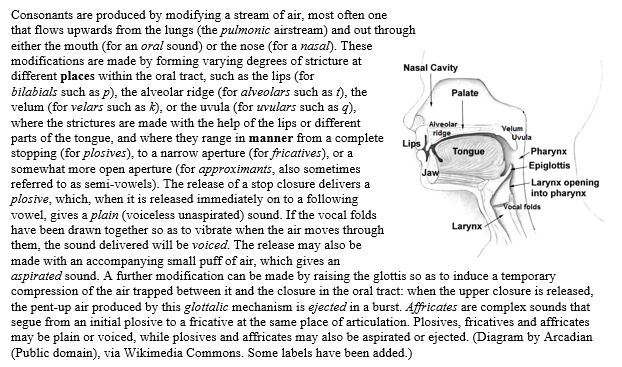 Consonants are produced by modifying a stream of air, most often one
that flows upwards from the lungs (the pulmonic airstream) and out through
either the mouth (for an oral sound) or the nose (for a nasal). These
modifications are made by forming varying degrees of stricture at
different places within the oral tract, such as the lips (for
bilabials such as p), the alveolar ridge (for alveolars such as t), the
velum (for velars such as k), or the uvula (for uvulars such as q),
where the strictures are made with the help of the lips or different
parts of the tongue, and where they range in manner from a complete
stopping (for plosives), to a narrow aperture (for fricatives), or a
somewhat more open aperture (for approximants, also sometimes
referred to as semi-vowels). The release of a stop closure delivers a
plosive, which, when it is released immediately on to a following
vowel, gives a plain (voiceless unaspirated) sound. If the vocal folds
have been drawn together so as to vibrate when the air moves through
them, the sound delivered will be voiced. The release may also be
made with an accompanying small puff of air, which gives an
aspirated sound. A further modification can be made by raising the glottis so as to induce a temporary
compression of the air trapped between it and the closure in the oral tract: when the upper closure is released,
the pent-up air produced by this glottalic mechanism is ejected in a burst. Affricates are complex sounds that
segue from an initial plosive to a fricative at the same place of articulation. Plosives, fricatives and affricates
may be plain or voiced, while plosives and affricates may also be aspirated or ejected. (Diagram by Arcadian
(Public domain), via Wikimedia Commons. Some labels have been added.)
Nasal Cavity
Palate
Alveolar
ridge
Velum
Uvula
Lips
Tongue
Pharynx
Epiglottis
Jaw
Larynx opening
into pharynx
Vocal folds
Larynx